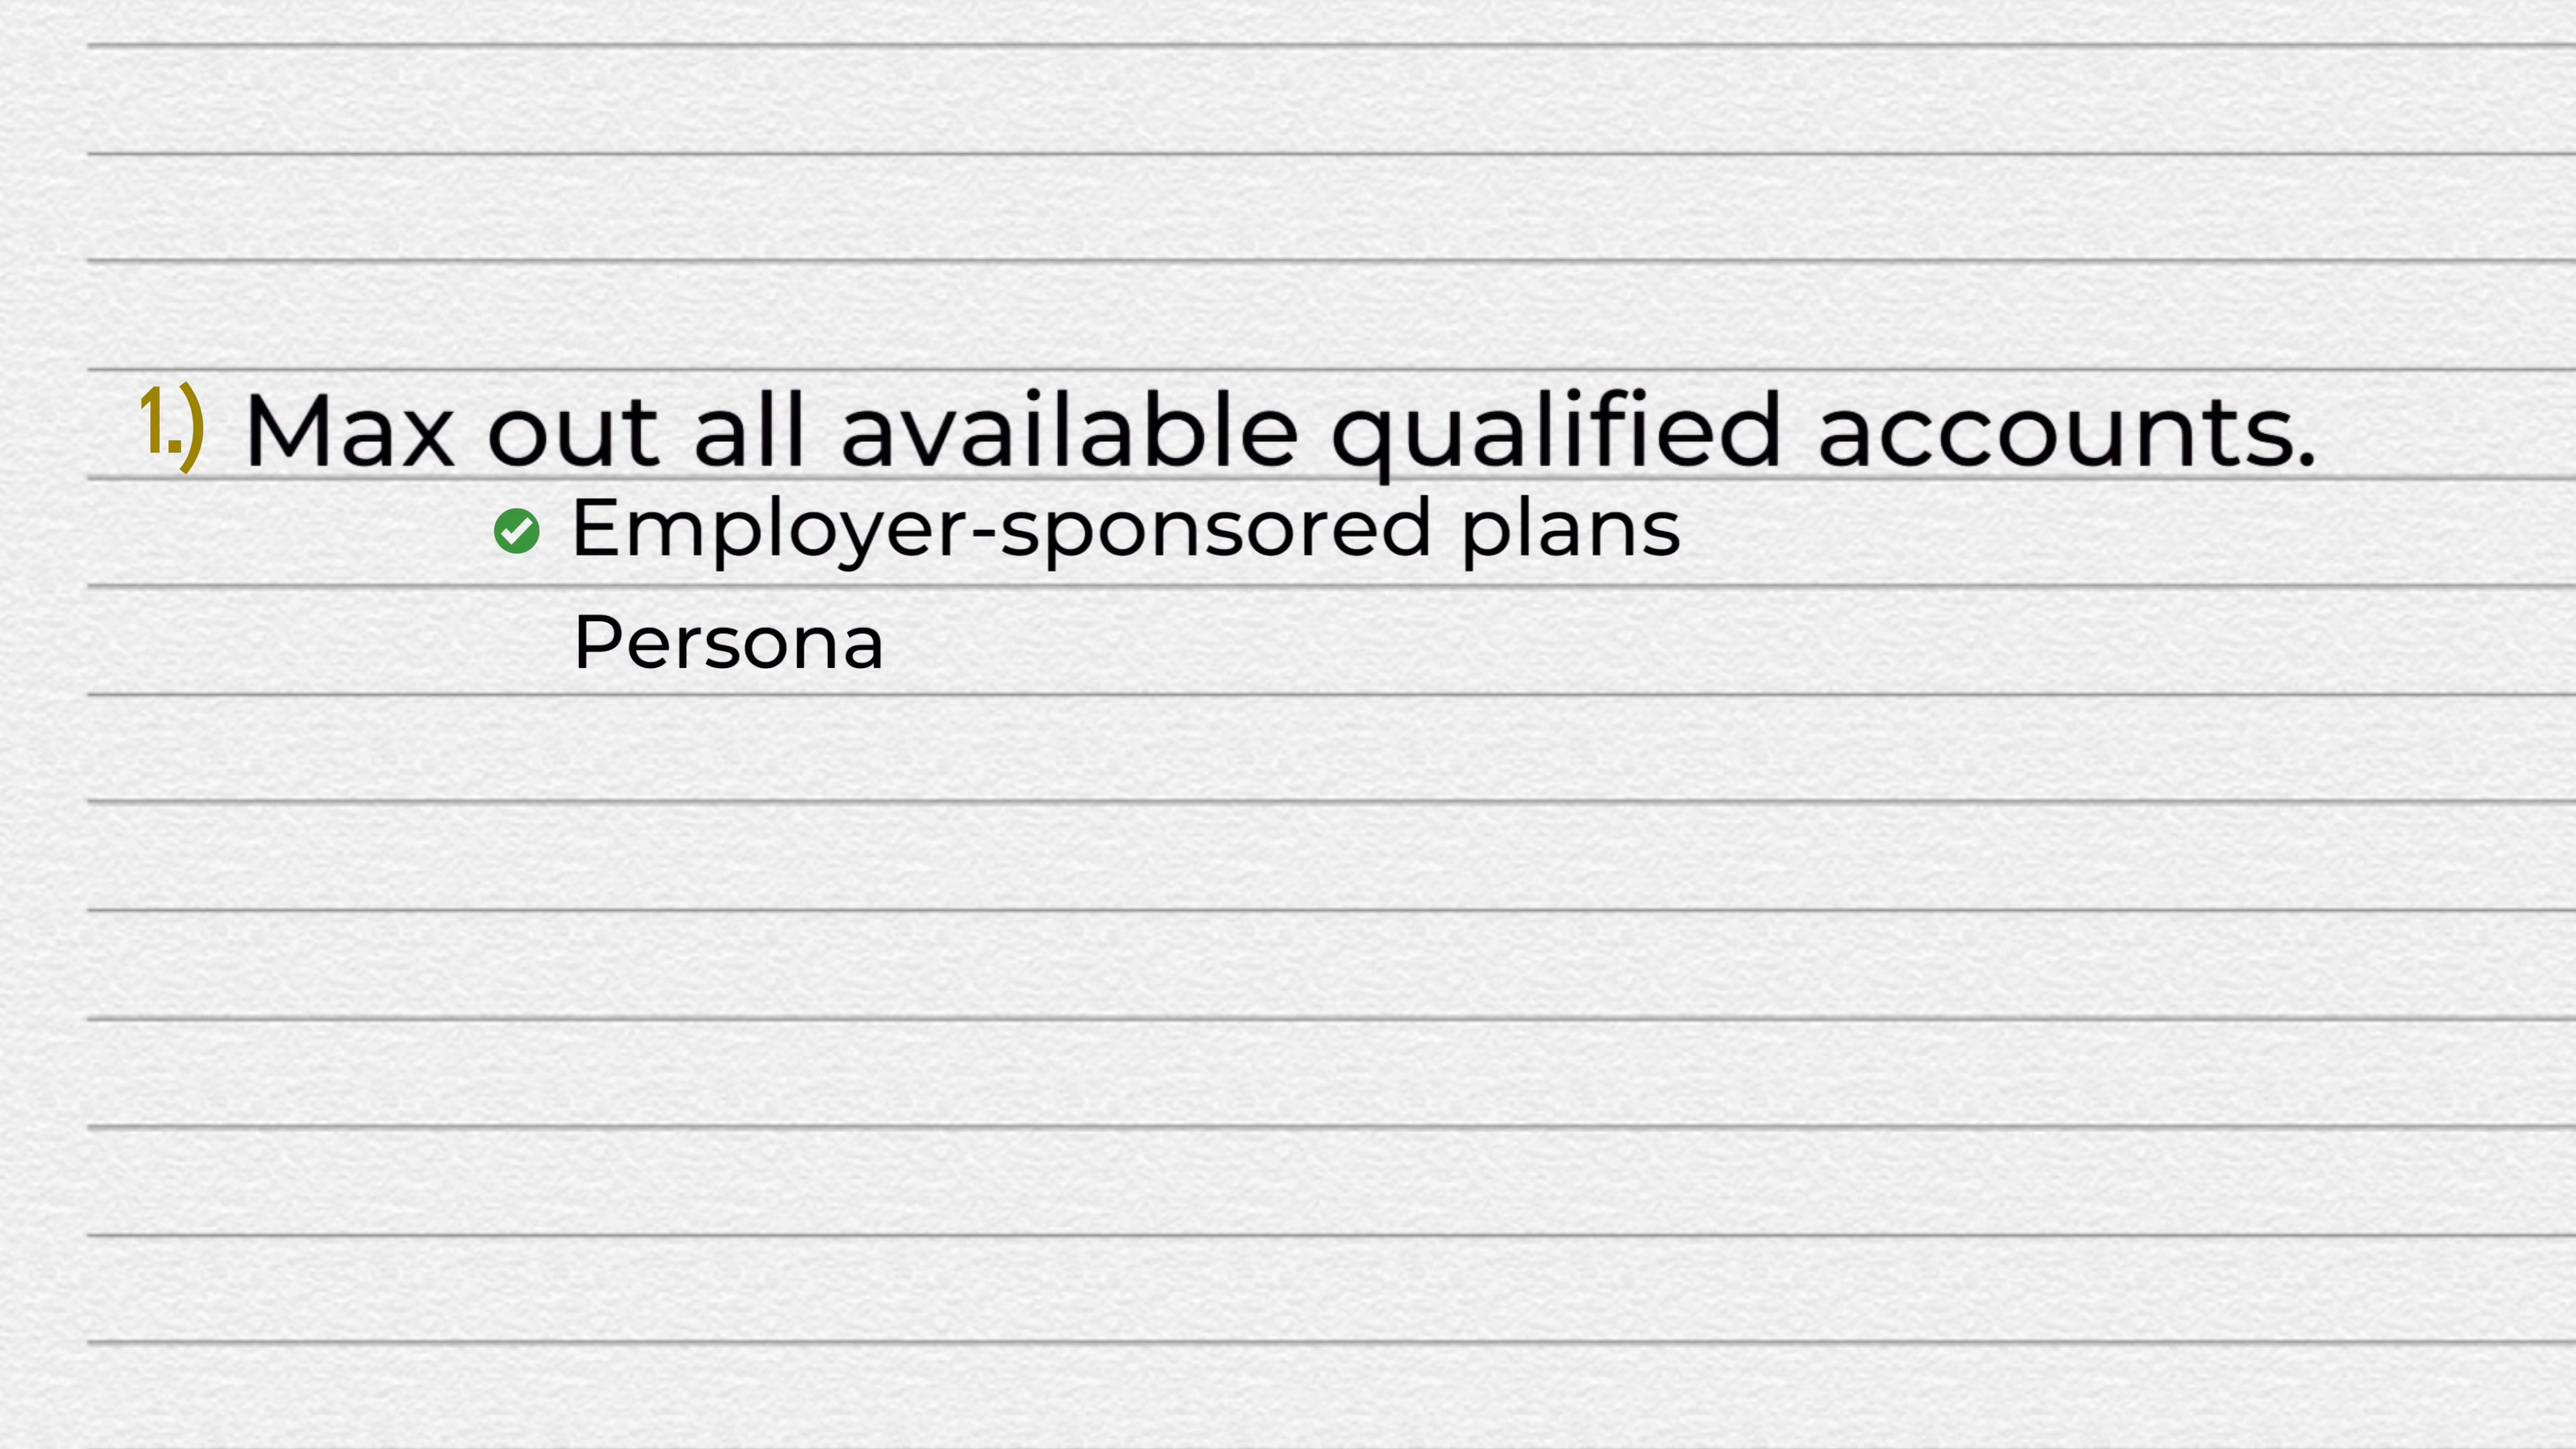 1.) Max out all available qualified accounts.
Employer-sponsored plans
Persona